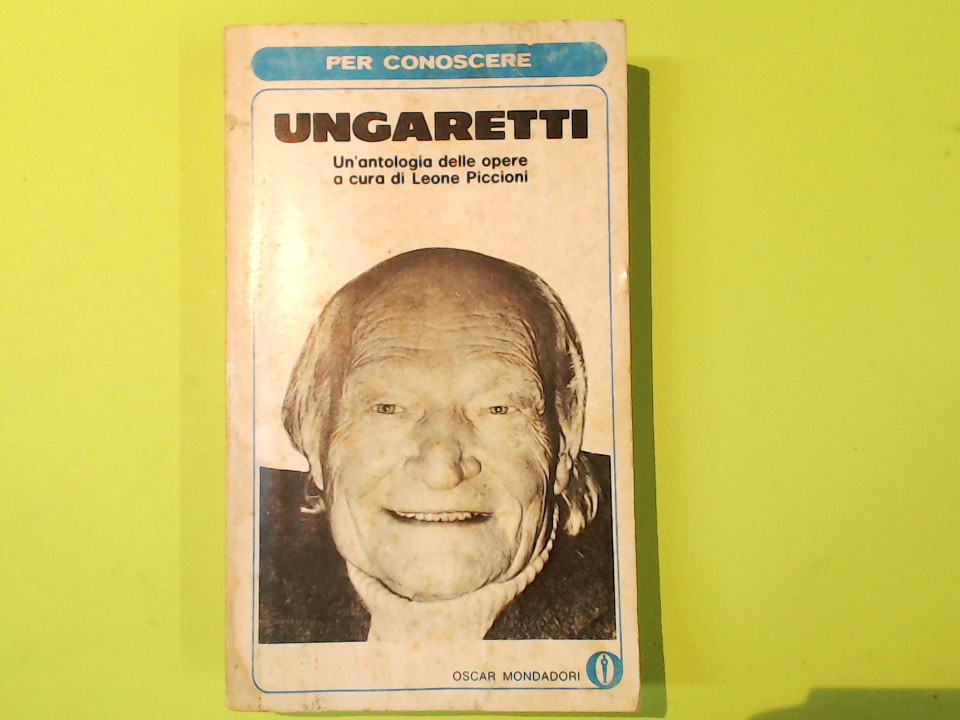 PER CONOSCERE
UNGARETTI
Un'antologia delle opere
a cura di Leone Piccioni
OSCAR MONDADORI